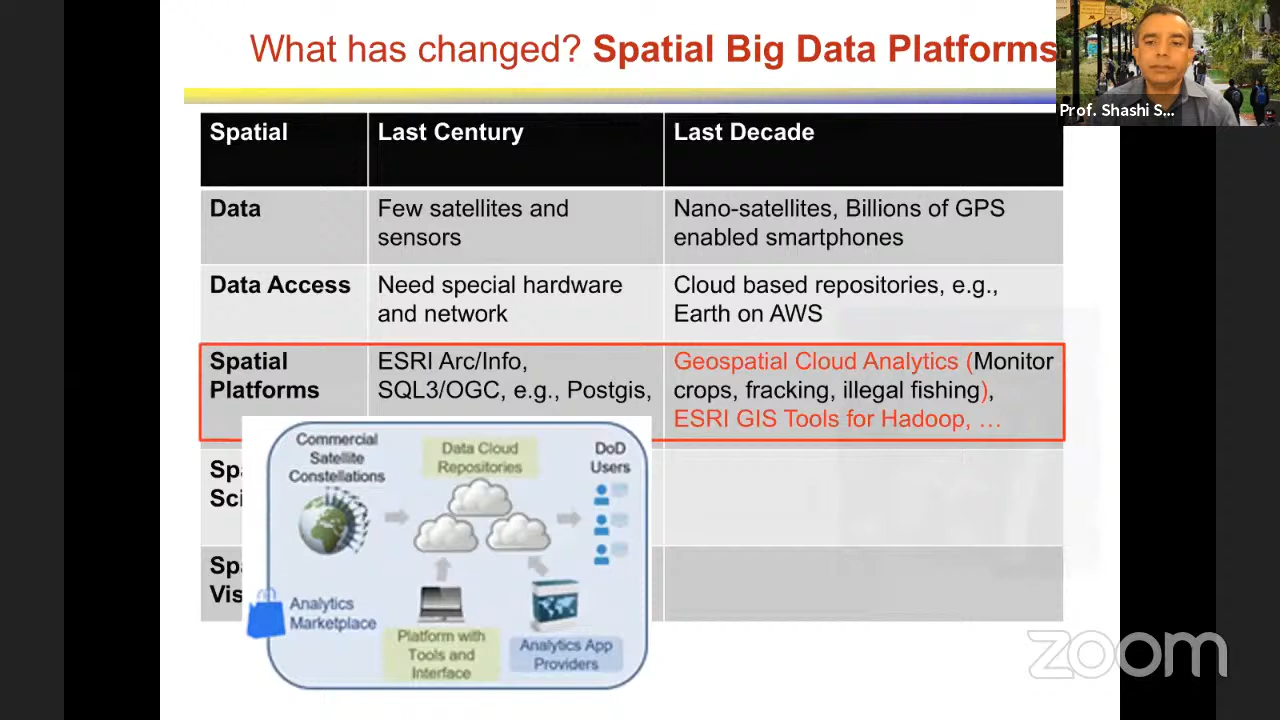 What has changed? Spatial Big Data Platforms
Prof. Shashi S...
Spatial
Last Century
Last Decade
Data
Few satellites and
sensors
Nano-satellites, Billions of GPS
enabled smartphones
Data Access
Need special hardware
and network
Cloud based repositories, e.g.,
Earth on AWS
Spatial
Platforms
ESRI Arc/Info,
SQL3/OGC, e.g., Postgis,
Geospatial Cloud Analytics (Monitor
crops, fracking, illegal fishing),
ESRI GIS Tools for Hadoop, …
Spa
Sci
Spa
Vis
Commercial
Satellite
Constellations
Data Cloud
Repositories
DoD
Users
Analytics
Marketplace
Platform with
Tools and
Interface
Analytics App
Providers
zoom